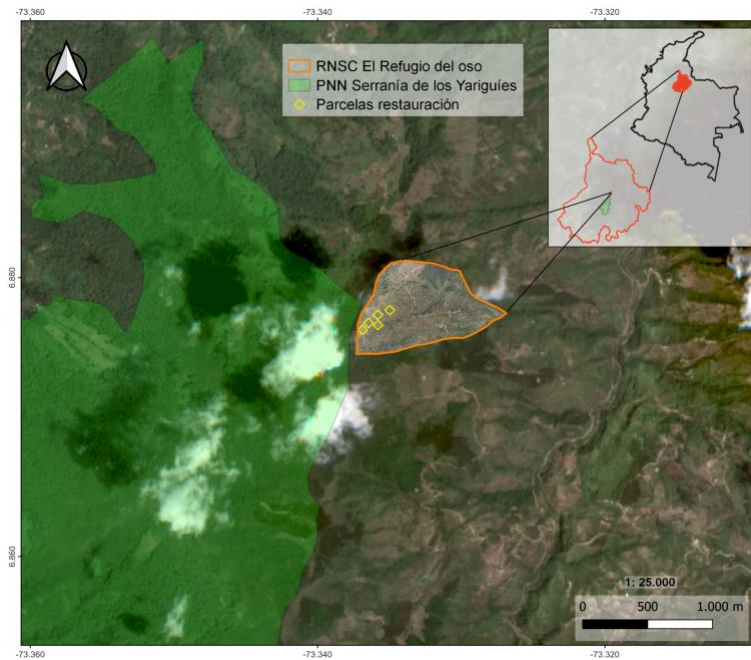 -73.360
-73.340
-73.320
RNSC El Refugio del oso
PNN Serranía de los Yariguíes
Parcelas restauración
6.880
6.860
1: 25.000
0 500 1.000 m
-73.360
-73.340
-73.320